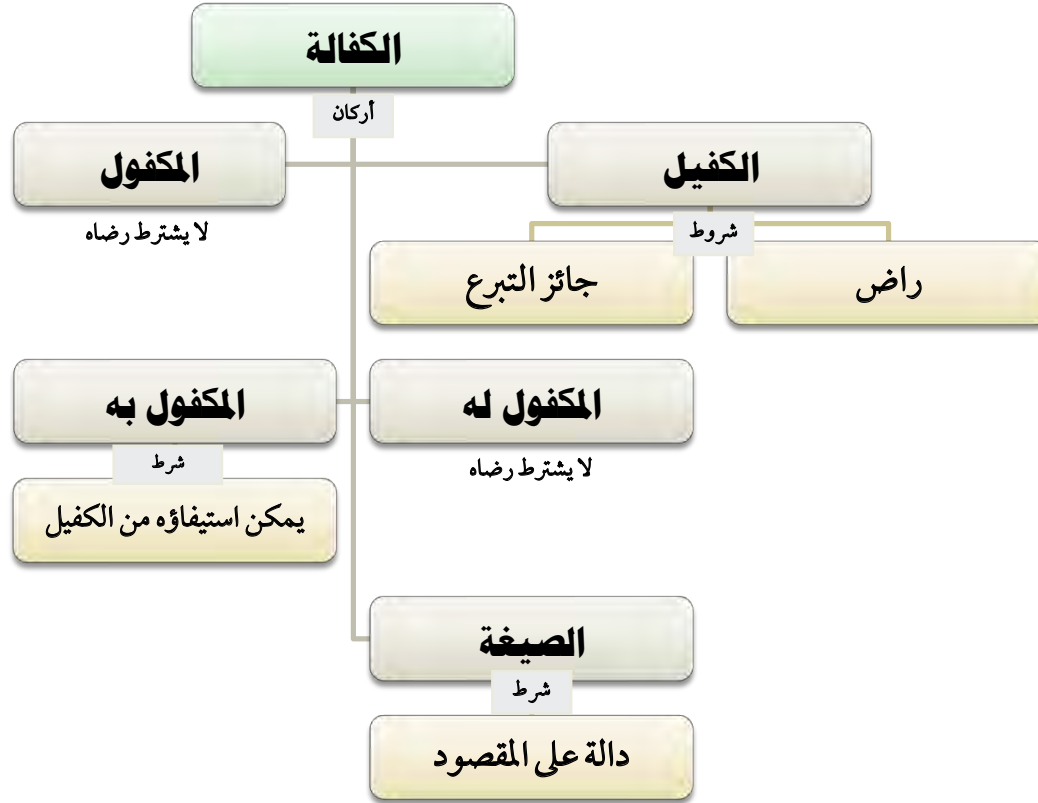 الكفالة
أركان
الكفيل
المكفول
شروط
لا يشترط رضاه
راض
جائز التبرع
المكفول له
المكفول به
شرط
لا يشترط رضاه
يمكن استيفاؤه من الكفيل
الصيغة
شرط
دالة على المقصود